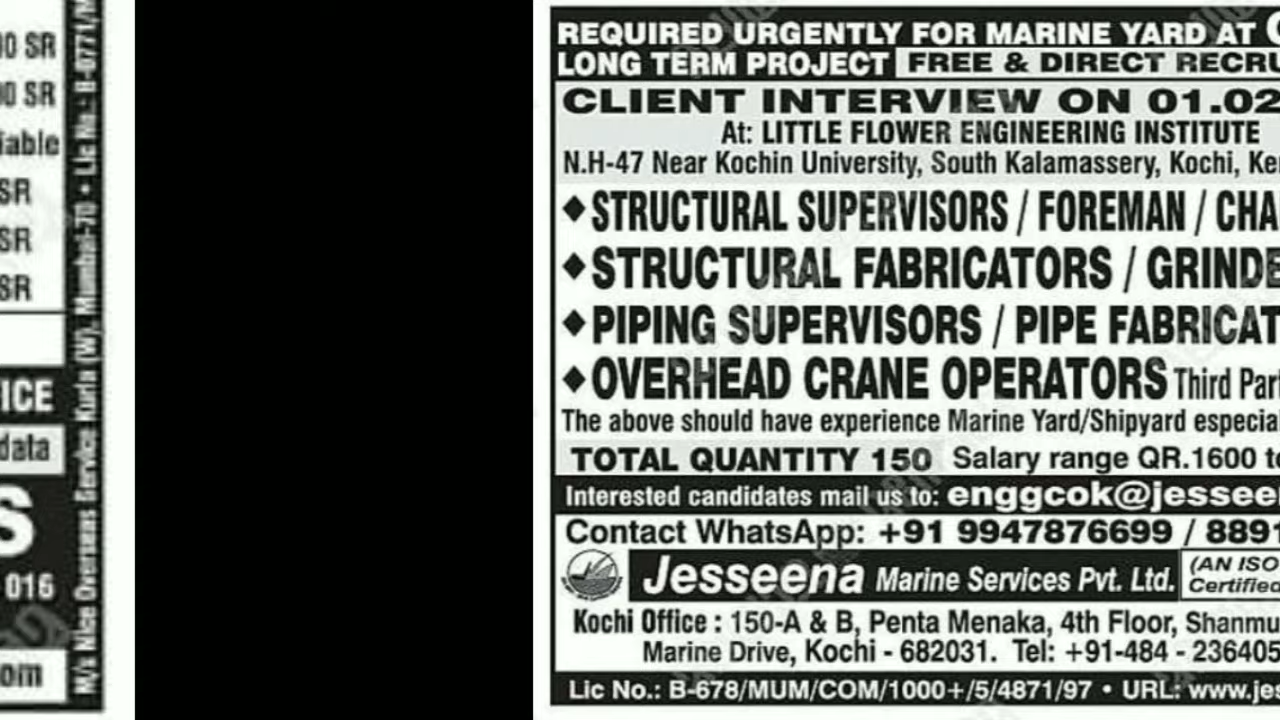 00 SR
00 SR
iable
SR
SR
SR
ICE
data
S
016
om
M/s Nice Overseas Service Kurla (W), Mumbai-70 • Lic No.- B-0771/M
REQUIRED URGENTLY FOR MARINE YARD AT
LONG TERM PROJECT FREE & DIRECT RECRU
CLIENT INTERVIEW ON 01.02
At: LITTLE FLOWER ENGINEERING INSTITUTE
N.H-47 Near Kochin University, South Kalamassery, Kochi, Ke
♦STRUCTURAL SUPERVISORS / FOREMAN / CHA
♦STRUCTURAL FABRICATORS / GRINDE
♦PIPING SUPERVISORS / PIPE FABRICAT
♦OVERHEAD CRANE OPERATORS Third Part
The above should have experience Marine Yard/Shipyard especia
TOTAL QUANTITY 150 Salary range QR.1600 to
Interested candidates mail us to: enggcok@jessee
Contact WhatsApp: +91 9947876699 / 8891
Jesseena Marine Services Pvt. Ltd. (AN ISO
Certified
Kochi Office : 150-A & B, Penta Menaka, 4th Floor, Shanmu
Marine Drive, Kochi - 682031. Tel: +91-484 - 236405
Lic No.: B-678/MUM/COM/1000+/5/4871/97 • URL: www.jes